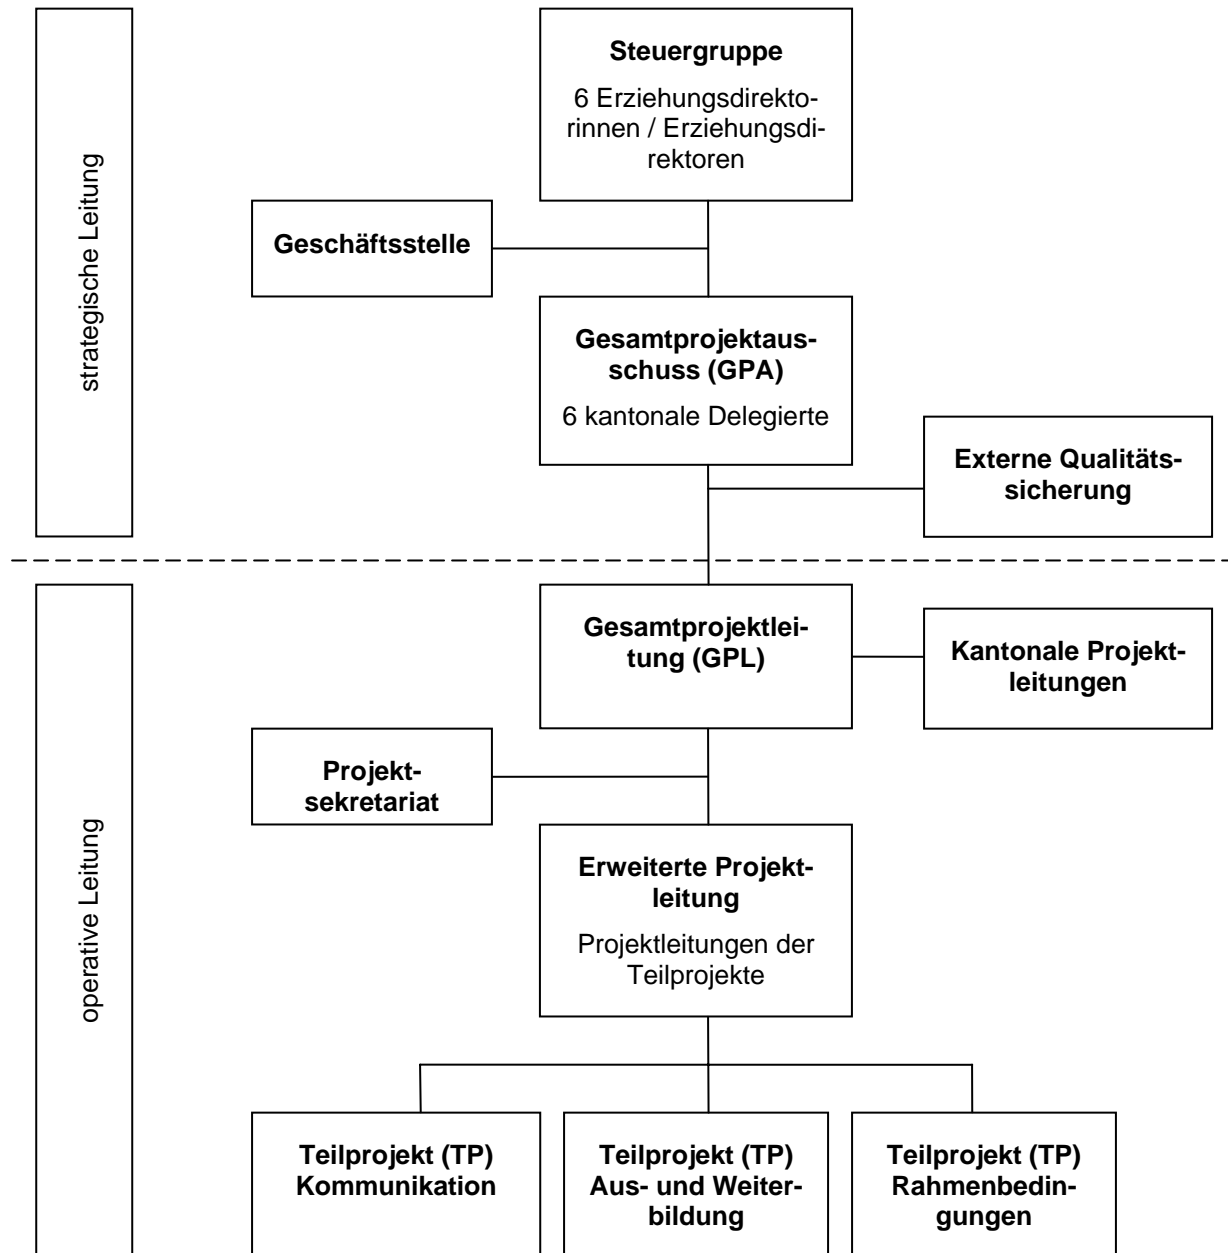 strategische Leitung
Steuergruppe
6 Erziehungsdirekto-
rinnen / Erziehungsdi-
rektoren
Geschäftsstelle
Gesamtprojektaus-
schuss (GPA)
6 kantonale Delegierte
Externe Qualitäts-
sicherung
operative Leitung
Gesamtprojektlei-
tung (GPL)
Kantonale Projekt-
leitungen
Projekt-
sekretariat
Erweiterte Projekt-
leitung
Projektleitungen der
Teilprojekte
Teilprojekt (TP)
Kommunikation
Teilprojekt (TP)
Aus- und Weiter-
bildung
Teilprojekt (TP)
Rahmenbedin-
gungen